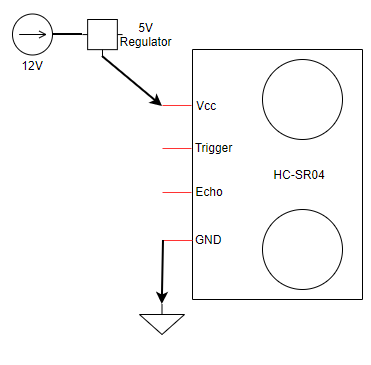 5V
Regulator
12V
Vcc
Trigger
HC-SR04
Echo
GND